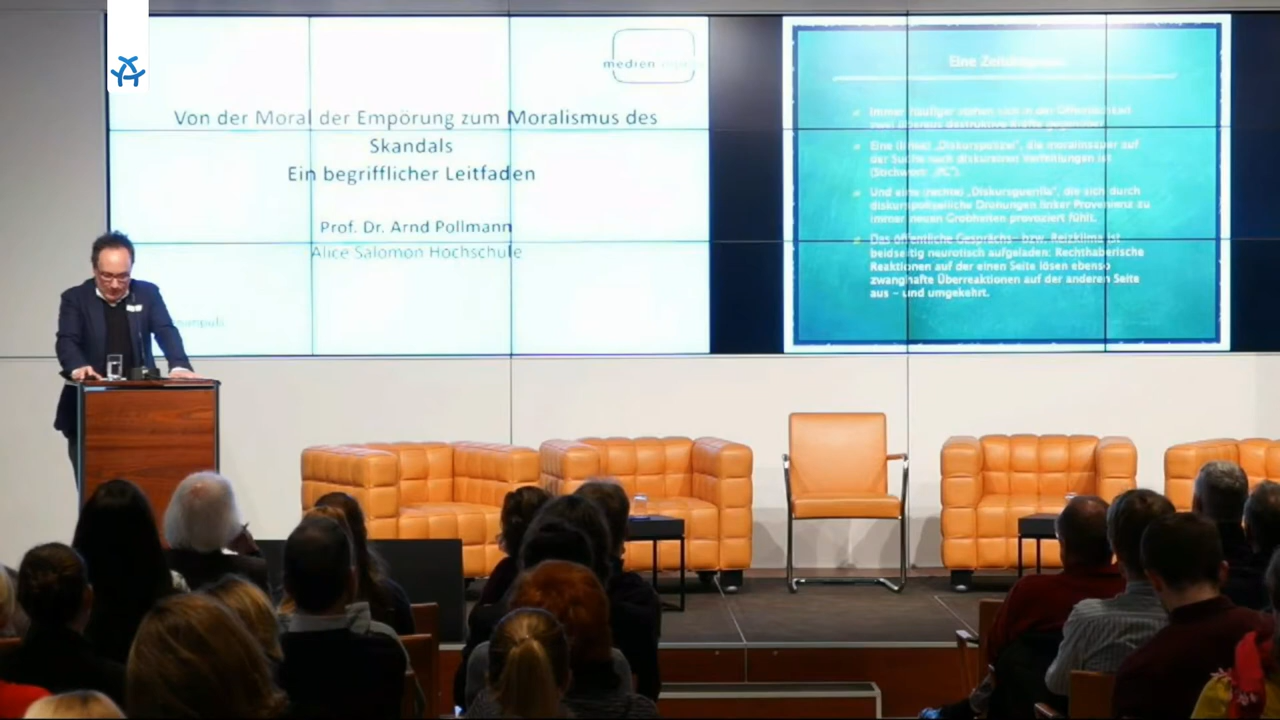 medien
Von der Moral der Empörung zum Moralismus des
Skandals
Ein begrifflicher Leitfaden
Prof. Dr. Arnd Pollmann
Alice Salomon Hochschule
Eine
Immer häufiger stehen sich in der Öffentlichkeit
zwei überaus destruktive Kräfte gegenüber:
Eine (linke) „Diskurspolizei“, die moralinsauer auf
der Suche nach diskursiven Verfehlungen ist
(Stichwort: „PC“).
Und eine (rechte) „Diskursguerilla“, die sich durch
diskurspolizeiliche Drohungen linker Provenienz zu
immer neuen Grobheiten provoziert fühlt.
Das öffentliche Gesprächs- bzw. Reizklima ist
beidseitig neurotisch aufgeladen: Rechthaberische
Reaktionen auf der einen Seite lösen ebenso
zwanghafte Überreaktionen auf der anderen Seite
aus – und umgekehrt.